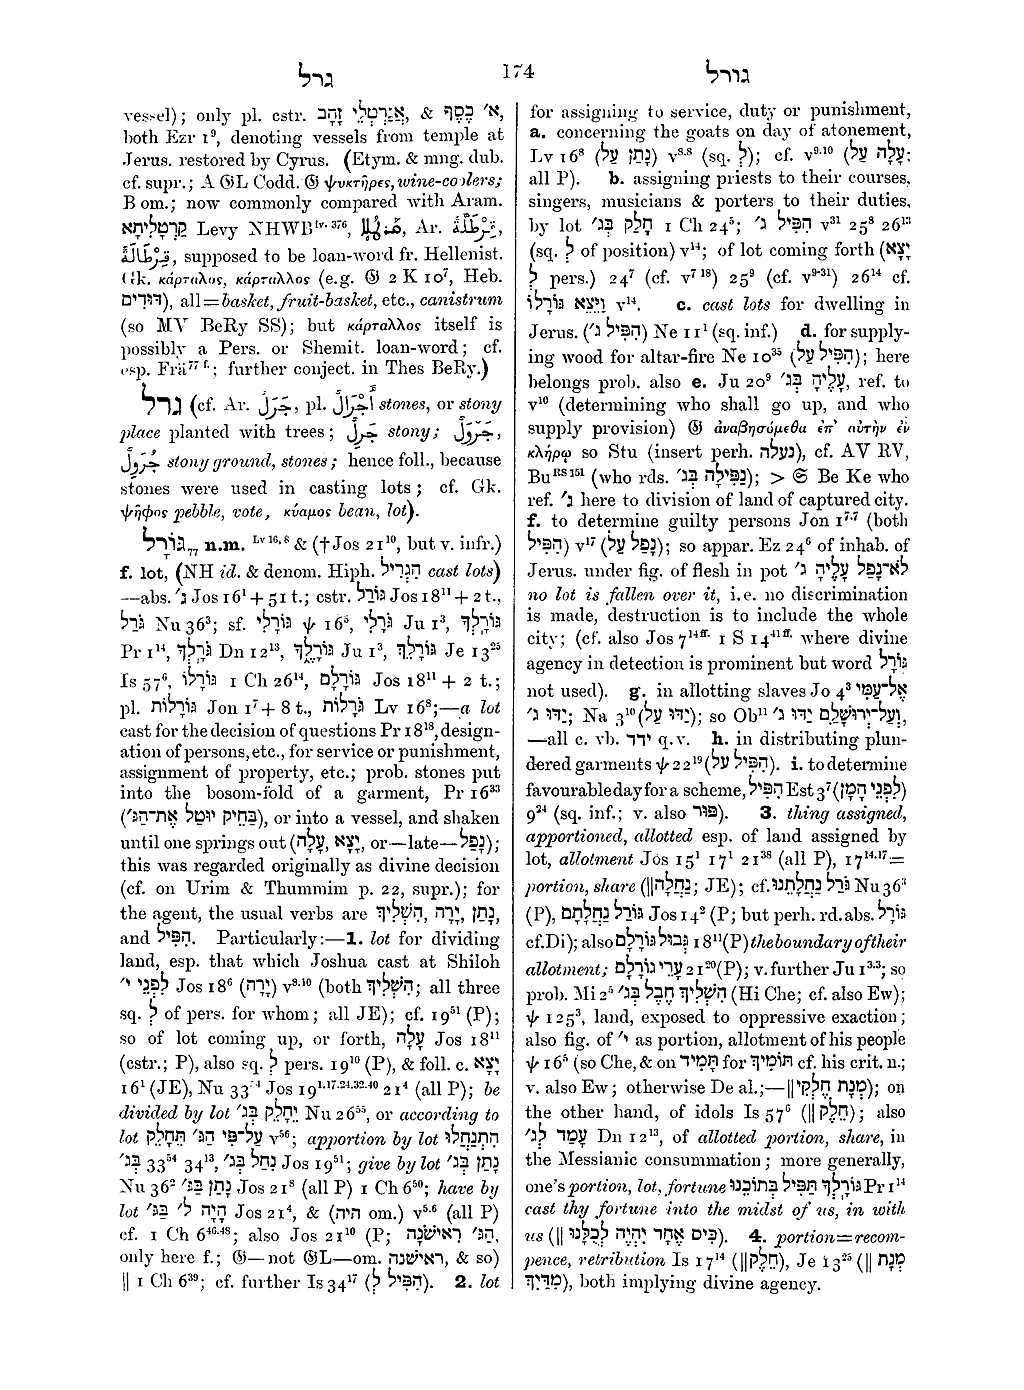 גרל
174
גורל
vessel); only pl. cstr. אֲגַרְטְלֵי זָהָב, & א׳ כֶּסֶף,
both Ezr 1⁹, denoting vessels from temple at
Jerus. restored by Cyrus. (Etym. & mng. dub.
cf. supr.; A 𝔊L Codd. 𝔊 ψυκτῆρες, wine-coolers;
B om.; now commonly compared with Aram.
קַרְטָלִיתָא Levy NHWB iv. 376, Ar.
supposed to be loan-word fr. Hellenist.
Gk. κάρταλος, κάρταλλος (e.g. 𝔊 2 K 10⁷, Heb.
דּוּדִים), all=basket, fruit-basket, etc., canistrum
(so MV BeRy SS); but κάρταλλος itself is
possibly a Pers. or Shemit. loan-word; cf.
esp. Frä⁷⁷ ᶠ·; further conject. in Thes BeRy.)
גרל (cf. Ar. جَرَل, pl. أَجْرَال stones, or stony
place planted with trees; جَرِل stony; جَرْوَل,
stony ground, stones; hence foll., because
stones were used in casting lots; cf. Gk.
ψῆφος pebble, vote, κύαμος bean, lot).
גּוֹרָל₇₇ n.m. Lv 16, 8 & (†Jos 21¹⁰, but v. infr.)
f. lot, (NH id. & denom. Hiph. הִגְרִיל cast lots)
—abs. ג׳ Jos 16¹ + 51 t.; cstr. גּוֹרַל Jos 18¹¹ + 2 t.,
גֹּרַל Nu 36³; sf. גּוֹרָלִי ψ 16⁵, גֹּרָלִי Ju 1³, גּוֹרָֽלְךָ
Pr 1¹⁴, גֹּרָֽלְךָ Dn 12¹³, גּוֹרָלֶךָ Ju 1³, גּוֹרָלֵךְ Je 13²⁵
Is 57⁶, גּוֹרָלוֹ 1 Ch 26¹⁴, גּוֹרָלָם Jos 18¹¹ + 2 t.;
pl. גּוֹרָלוֹת Jon 1⁷ + 8 t., גֹּרָלוֹת Lv 16⁸;—a lot
cast for the decision of questions Pr 18¹⁸, design-
ation of persons, etc., for service or punishment,
assignment of property, etc.; prob. stones put
into the bosom-fold of a garment, Pr 16³³
(בַּחֵיק יוּטַל אֶת־הַגּ׳), or into a vessel, and shaken
until one springs out (עָלָה, יָצָא, or—late—נָפַל);
this was regarded originally as divine decision
(cf. on Urim & Thummim p. 22, supr.); for
the agent, the usual verbs are נָתַן, יָרָה, הִשְׁלִיךְ,
and הִפִּיל. Particularly:—1. lot for dividing
land, esp. that which Joshua cast at Shiloh
לִפְנֵי י׳ Jos 18⁶ (יָרָה) v⁸·¹⁰ (both הִשְׁלִיךְ; all three
sq. לְ of pers. for whom; all JE); cf. 19⁵¹ (P);
so of lot coming up, or forth, עָלָה Jos 18¹¹
(cstr.; P), also sq. לְ pers. 19¹⁰ (P), & foll. c. יָצָא
16¹ (JE), Nu 33⁵⁴ Jos 19¹·¹⁷·²⁴·³²·⁴⁰ 21⁴ (all P); be
divided by lot יֵחָלֵק בְּג׳ Nu 26⁵⁵, or according to
lot עַל־פִּי הַגּ׳ תֵּחָלֵק v⁵⁶; apportion by lot הִתְנַחֲלוּ
בְּג׳ 33⁵⁴ 34¹³, נָחַל בְּג׳ Jos 19⁵¹; give by lot נָתַן בְּג׳
Nu 36² נָתַן בַּגּ׳ Jos 21⁸ (all P) 1 Ch 6⁵⁰; have by
lot הָיָה לְ׳ בַּגּ׳ Jos 21⁴, & (היה om.) v⁵·⁶ (all P)
cf. 1 Ch 6⁴⁶·⁴⁸; also Jos 21¹⁰ (P; הַגּ׳ רִאישֹׁנָה,
only here f.; 𝔊—not 𝔊L—om. ראישׁנה, & so)
‖ 1 Ch 6³⁹; cf. further Is 34¹⁷ (הִפִּיל לְ). 2. lot
for assigning to service, duty or punishment,
a. concerning the goats on day of atonement,
Lv 16⁸ (נָתַן עַל) v⁸·⁸ (sq. לְ); cf. v⁹·¹⁰ (עָלָה עַל;
all P). b. assigning priests to their courses,
singers, musicians & porters to their duties,
by lot חָלַק בְּג׳ 1 Ch 24⁵; הִפִּיל ג׳ v³¹ 25⁸ 26¹³
(sq. לְ of position) v¹⁴; of lot coming forth (יָצָא
לְ pers.) 24⁷ (cf. v⁷⁻¹⁸) 25⁹ (cf. v⁹⁻³¹) 26¹⁴ cf.
וַיֵּצֵא גּוֹרָלוֹ v¹⁴. c. cast lots for dwelling in
Jerus. (הִפִּיל ג׳) Ne 11¹ (sq. inf.) d. for supply-
ing wood for altar-fire Ne 10³⁵ (הִפִּיל עַל); here
belongs prob. also e. Ju 20⁹ עָלֶיהָ בְּג׳, ref. to
v¹⁰ (determining who shall go up, and who
supply provision) 𝔊 ἀναβησόμεθα ἐπ᾽ αὐτὴν ἐν
κλήρῳ so Stu (insert perh. נעלה), cf. AV RV,
Bu RS 151 (who rds. נַפִּילָה בְּג׳); > 𝔖 Be Ke who
ref. ג׳ here to division of land of captured city.
f. to determine guilty persons Jon 1⁷·⁷ (both
הִפִּיל) v¹⁷ (נָפַל עַל); so appar. Ez 24⁶ of inhab. of
Jerus. under fig. of flesh in pot לֹא־נָפַל עָלֶיהָ ג׳
no lot is fallen over it, i.e. no discrimination
is made, destruction is to include the whole
city; (cf. also Jos 7¹⁴ᶠᶠ· 1 S 14⁴¹ᶠᶠ· where divine
agency in detection is prominent but word גּוֹרָל
not used). g. in allotting slaves Jo 4³ אֶל־עַמִּי
יַדּוּ ג׳; Na 3¹⁰ (יַדּוּ עַל); so Ob¹¹ וְעַל־יְרוּשָׁלִַם יַדּוּ ג׳,
—all c. vb. ידד q.v. h. in distributing plun-
dered garments ψ 22¹⁹ (הִפִּיל עַל). i. to determine
favourable day for a scheme, הִפִּיל Est 3⁷ (לִפְנֵי הָמָן)
9²⁴ (sq. inf.; v. also פּוּר). 3. thing assigned,
apportioned, allotted esp. of land assigned by
lot, allotment Jos 15¹ 17¹ 21³⁸ (all P), 17¹⁴·¹⁷=
portion, share (‖נַחֲלָה; JE); cf. גֹּרַל נַחֲלָתֵנוּ Nu 36³
(P), גּוֹרַל נַחֲלָתָם Jos 14² (P; but perh. rd. abs. גּוֹרָל
cf. Di); also גְּבוּל גּוֹרָלָם 18¹¹ (P) the boundary of their
allotment; עָרֵי גוֹרָלָם 21²⁰ (P); v. further Ju 1³·³; so
prob. Mi 2⁵ הִשְׁלִיךְ חֶבֶל בְּג׳ (Hi Che; cf. also Ew);
ψ 125³, land, exposed to oppressive exaction;
also fig. of י׳ as portion, allotment of his people
ψ 16⁵ (so Che, & on תָּמִיד for תּוֹמִיךְ cf. his crit. n.;
v. also Ew; otherwise De al.;—‖מְנָת חֶלְקִי); on
the other hand, of idols Is 57⁶ (‖חֵלֶק); also
עָמַד לְג׳ Dn 12¹³, of allotted portion, share, in
the Messianic consummation; more generally,
one's portion, lot, fortune גּוֹרָלְךָ תַּפִּיל בְּתוֹכֵנוּ Pr 1¹⁴
cast thy fortune into the midst of us, in with
us (‖ כִּיס אֶחָד יִהְיֶה לְכֻלָּנוּ). 4. portion=recom-
pence, retribution Is 17¹⁴ (‖חֵלֶק), Je 13²⁵ (‖ מְנָת
מִדַּיִךְ), both implying divine agency.